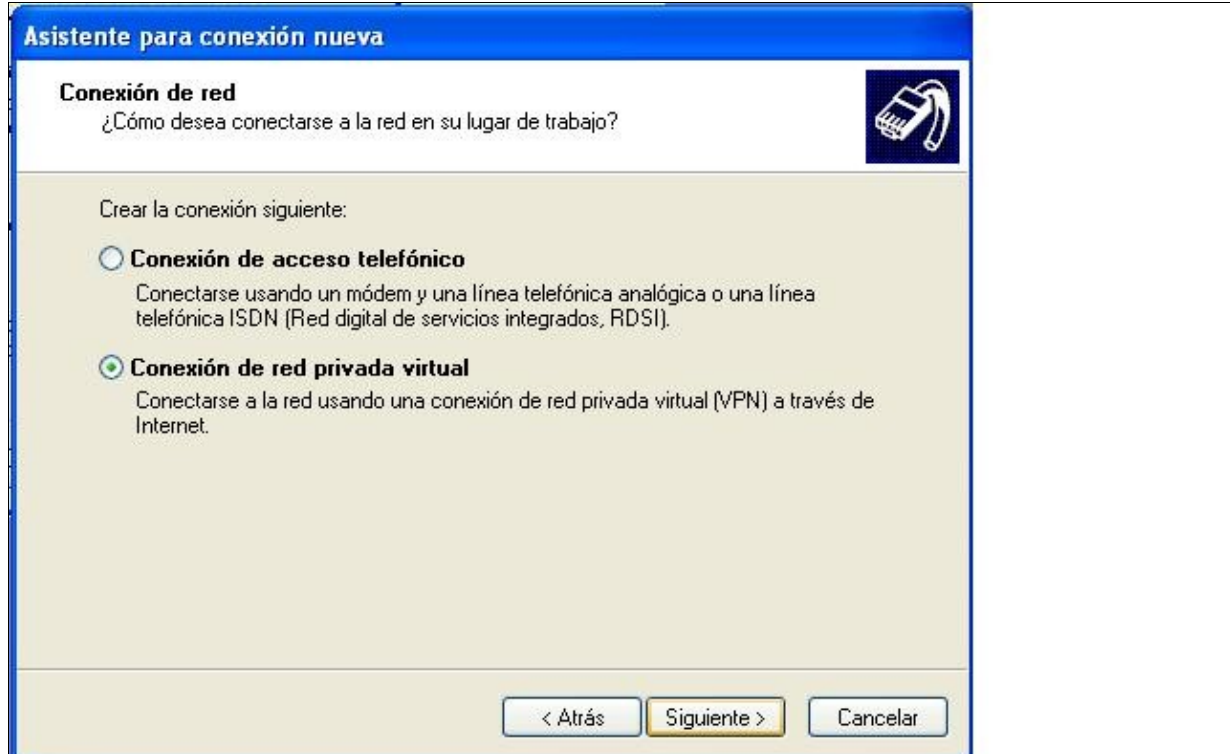 Asistente para conexión nueva
Conexión de red
¿Cómo desea conectarse a la red en su lugar de trabajo?
Crear la conexión siguiente:
Conexión de acceso telefónico
Conectarse usando un módem y una línea telefónica analógica o una línea
telefónica ISDN (Red digital de servicios integrados, RDSI).
Conexión de red privada virtual
Conectarse a la red usando una conexión de red privada virtual (VPN) a través de
Internet.
< Atrás
Siguiente >
Cancelar